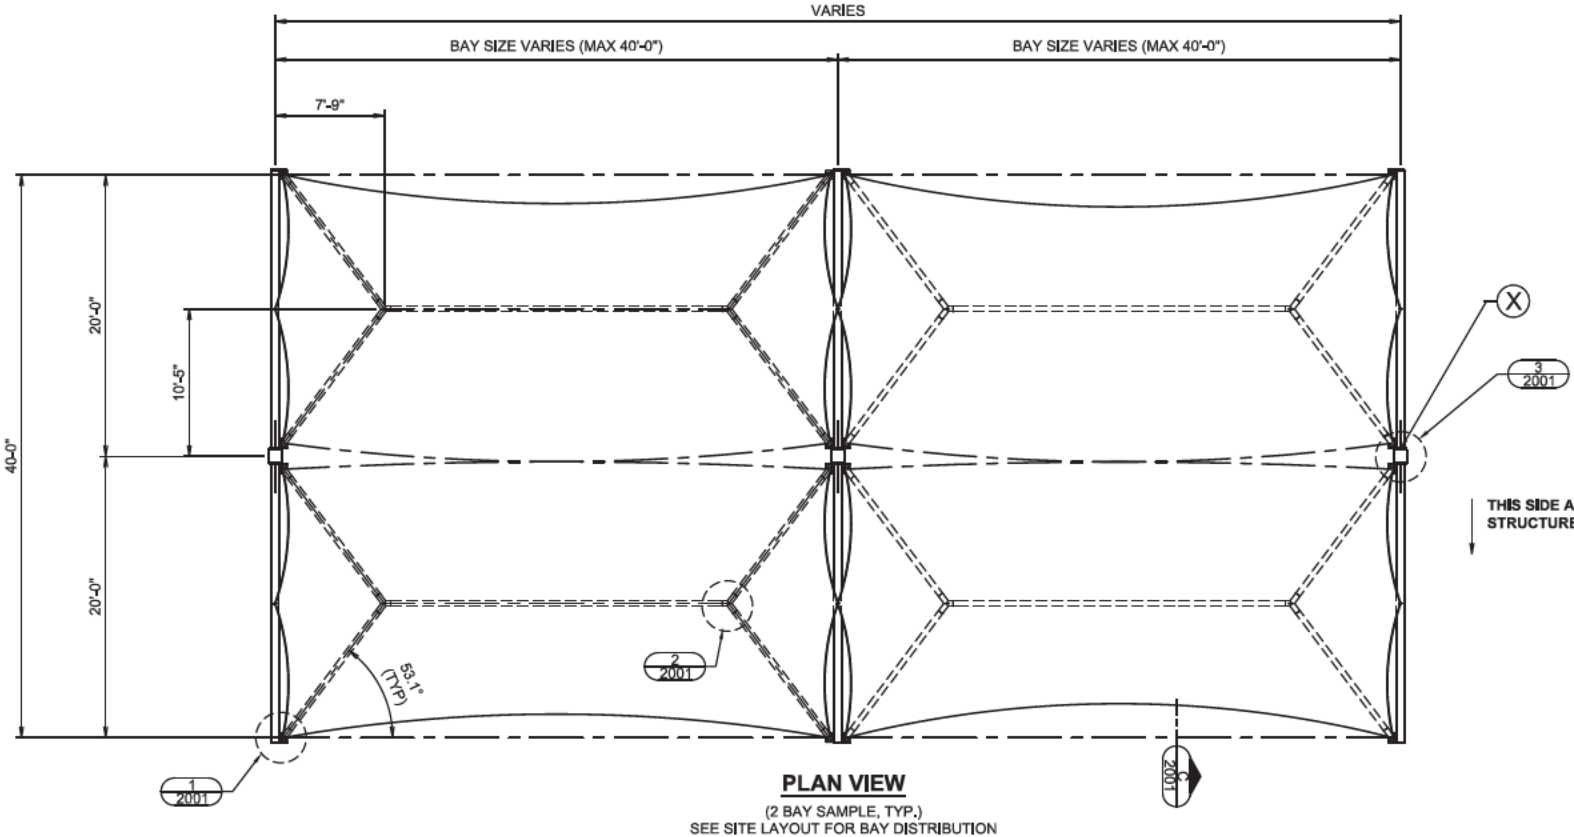 VARIES
BAY SIZE VARIES (MAX 40'-0")
BAY SIZE VARIES (MAX 40'-0")
7'-9"
20'-0"
10'-5"
40'-0"
X
3
2001
THIS SIDE A
STRUCTURE
20'-0"
53.1°
(TYP)
2
2001
1
2001
C
2001
PLAN VIEW
(2 BAY SAMPLE, TYP.)
SEE SITE LAYOUT FOR BAY DISTRIBUTION